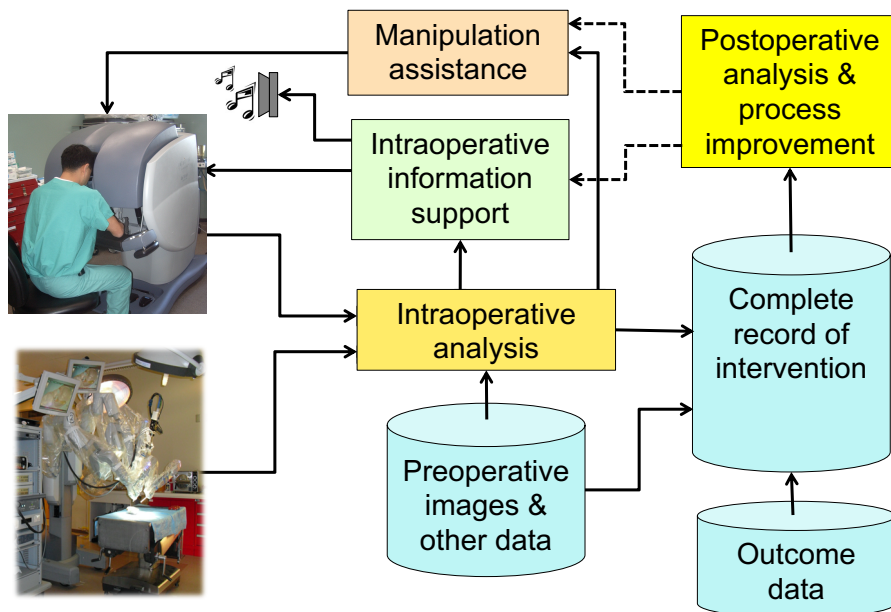 Manipulation
assistance
Postoperative
analysis &
process
improvement
Intraoperative
information
support
Intraoperative
analysis
Complete
record of
intervention
Preoperative
images &
other data
Outcome
data